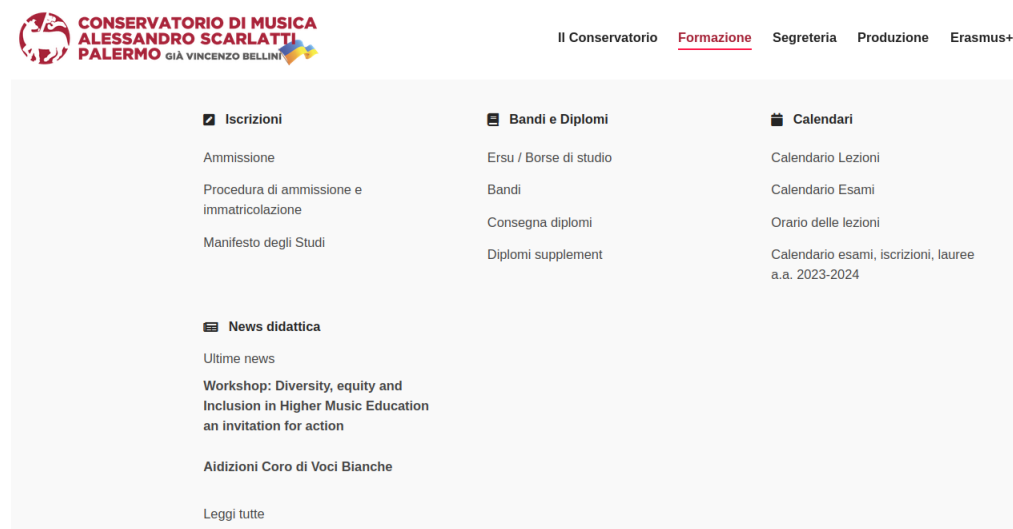 CONSERVATORIO DI MUSICA
ALESSANDRO SCARLATTI
PALERMO GIÀ VINCENZO BELLINI
Il Conservatorio
Formazione
Segreteria
Produzione
Erasmus+
Iscrizioni
Ammissione
Procedura di ammissione e
immatricolazione
Manifesto degli Studi
Bandi e Diplomi
Ersu / Borse di studio
Bandi
Consegna diplomi
Diplomi supplement
Calendari
Calendario Lezioni
Calendario Esami
Orario delle lezioni
Calendario esami, iscrizioni, lauree
a.a. 2023-2024
News didattica
Ultime news
Workshop: Diversity, equity and
Inclusion in Higher Music Education
an invitation for action
Aidizioni Coro di Voci Bianche
Leggi tutte